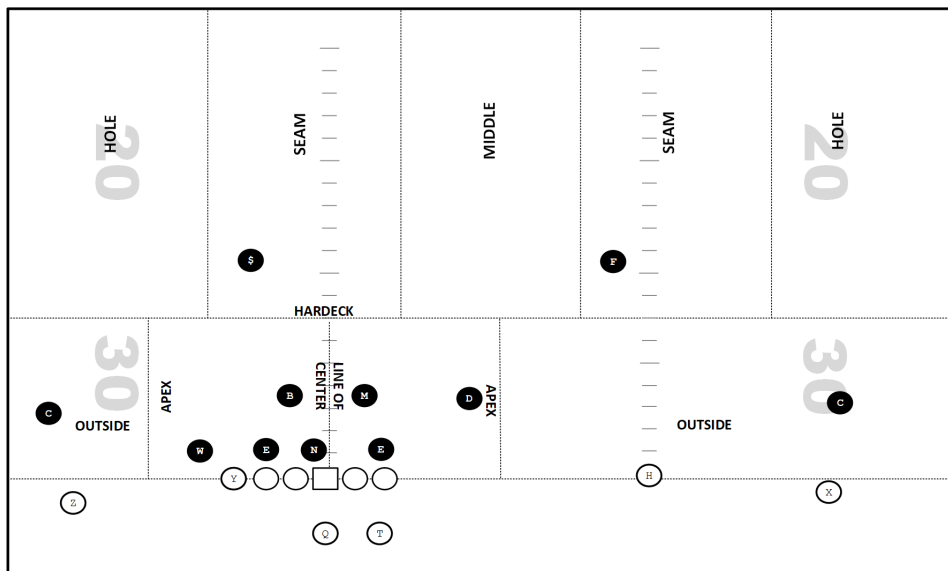 HOLE
SEAM
MIDDLE
SEAM
HOLE
20
20
$
F
HARDECK
30
30
APEX
LINE OF
CENTER
APEX
B
M
D
C
C
OUTSIDE
OUTSIDE
W
E
N
E
Y
H
Z
X
Q
T